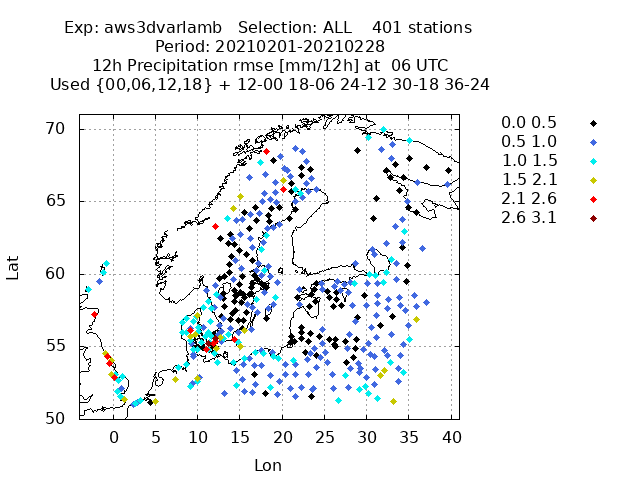 Exp: aws3dvarlamb   Selection: ALL    401 stations
Period: 20210201-20210228
12h Precipitation rmse [mm/12h] at  06 UTC
Used {00,06,12,18} + 12-00 18-06 24-12 30-18 36-24
0.0 0.5
0.5 1.0
1.0 1.5
1.5 2.1
2.1 2.6
2.6 3.1
70
65
60
55
50
Lat
0 5 10 15 20 25 30 35 40
Lon